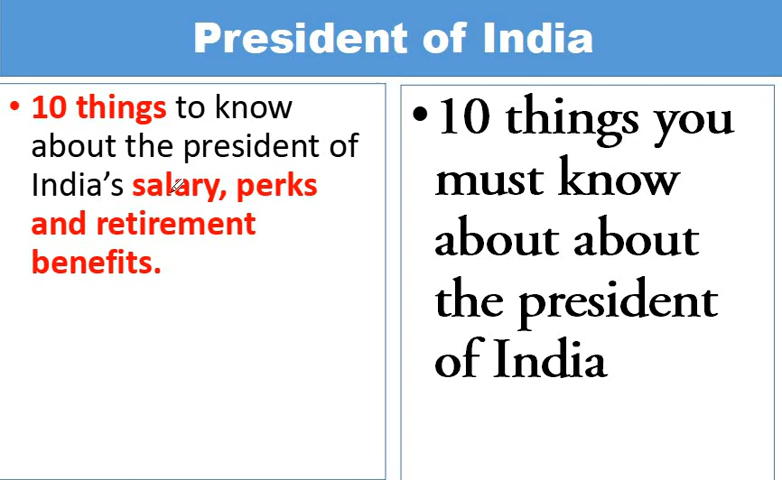 President of India
• 10 things to know
about the president of
India’s salary, perks
and retirement
benefits.
• 10 things you
must know
about about
the president
of India